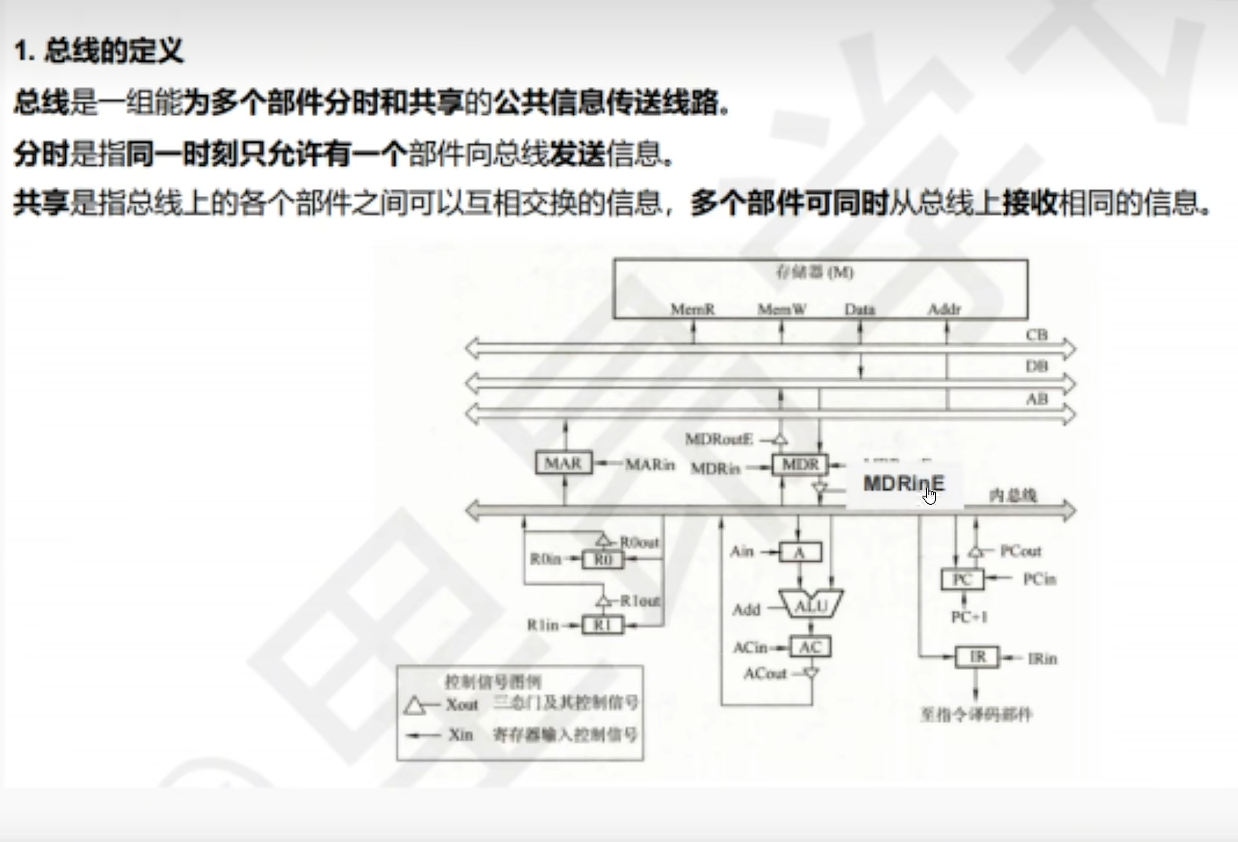 1. 总线的定义
总线是一组能为多个部件分时和共享的公共信息传送线路。
分时是指同一时刻只允许有一个部件向总线发送信息。
共享是指总线上的各个部件之间可以互相交换的信息，多个部件可同时从总线上接收相同的信息。
存储器 (M)
MemR MemW Data Addr
CB
DB
AB
MDRoutE
MAR MARin MDRin MDR
MDRinE
内总线
R0out
R0in R0
R1out
R1in R1
Ain A
Add ALU
ACin AC
ACout
PCout
PC PCin
PC+1
IR IRin
至指令译码部件
控制信号图例
Xout 三态门及其控制信号
Xin 寄存器输入控制信号